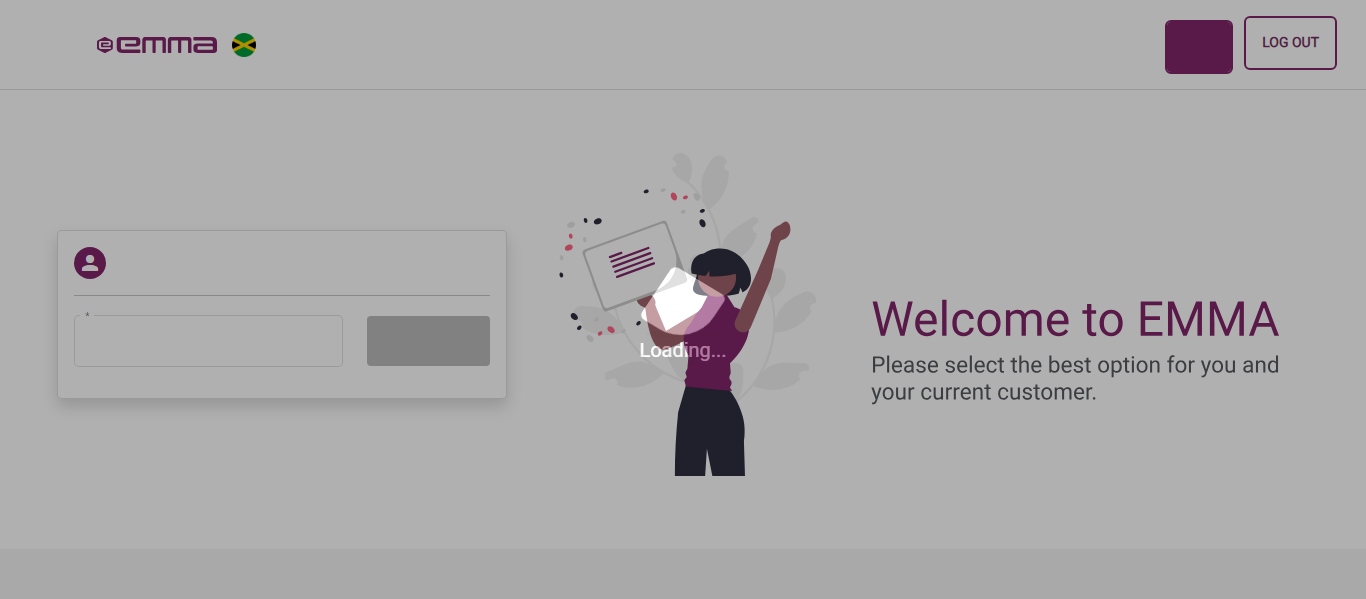 emma
LOG OUT
*
Loading...
Welcome to EMMA
Please select the best option for you and
your current customer.